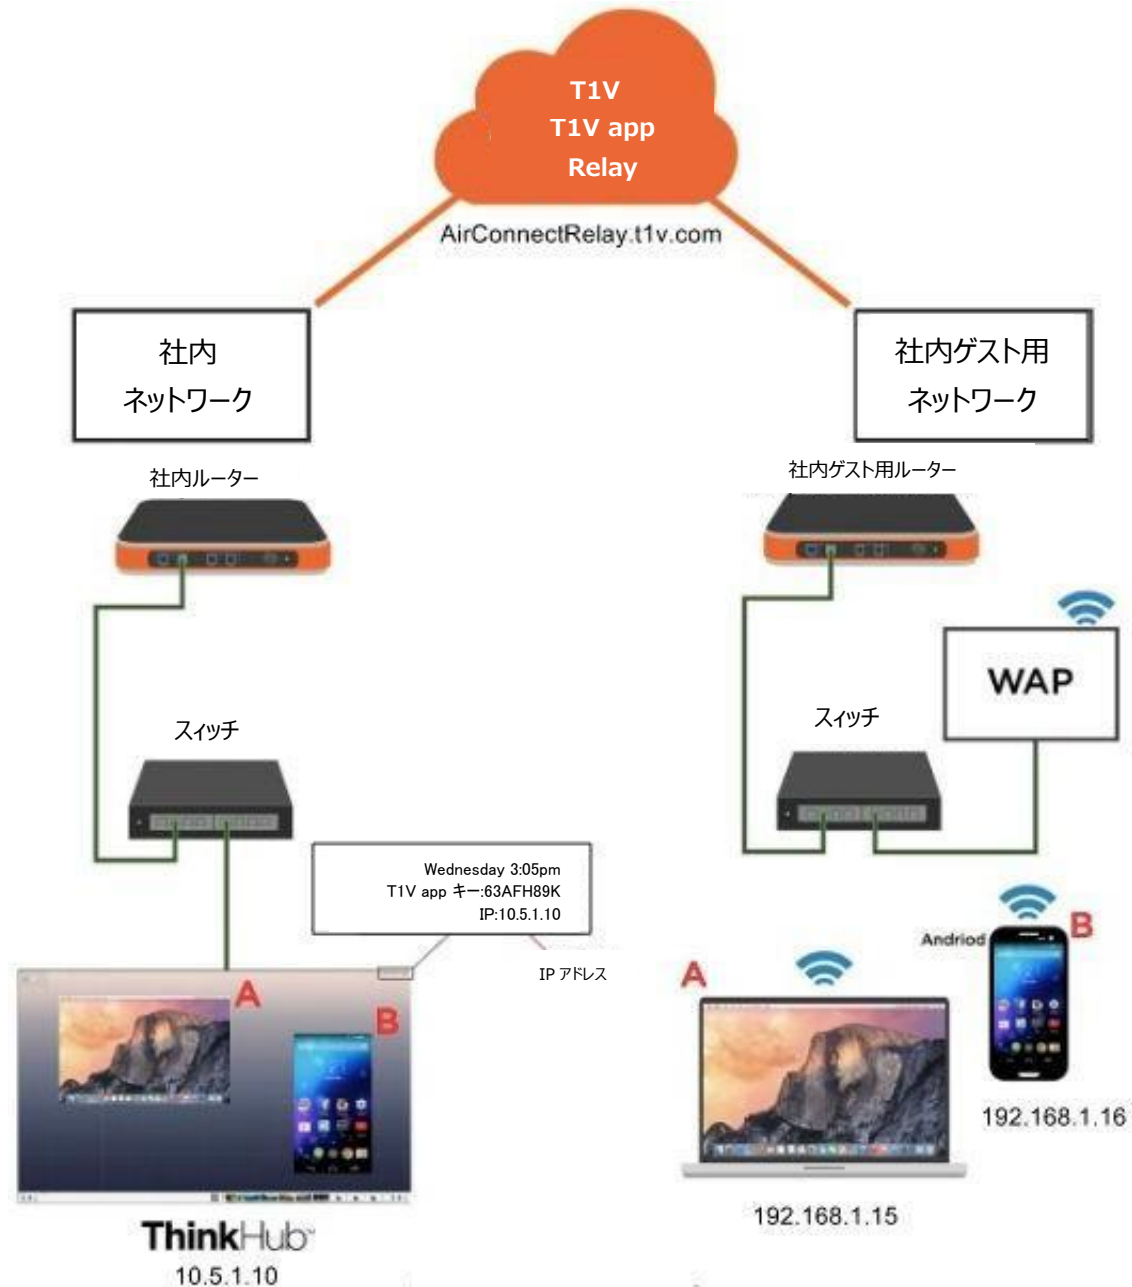 T1V
T1V app
Relay
AirConnectRelay.t1v.com
社内
ネットワーク
社内ゲスト用
ネットワーク
社内ルーター
社内ゲスト用ルーター
WAP
スィッチ
スィッチ
Wednesday 3:05pm
T1V app キー:63AFH89K
IP:10.5.1.10
IP アドレス
A
B
A
Andriod
B
192.168.1.16
192.168.1.15
ThinkHub
10.5.1.10